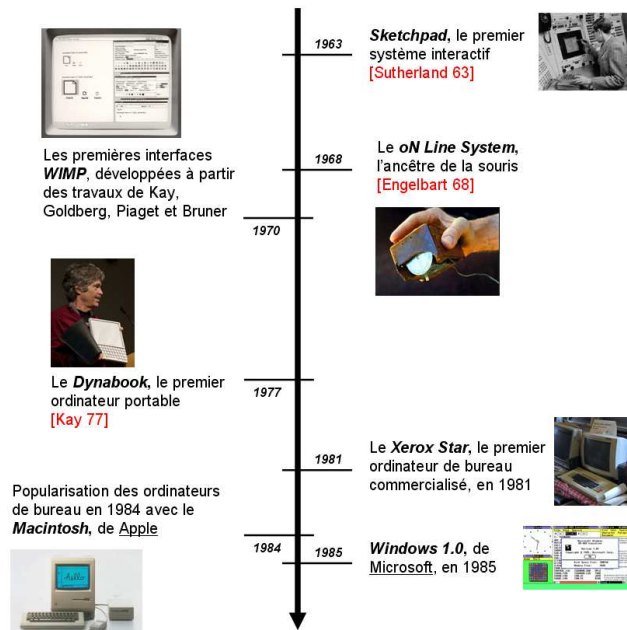 1963
Sketchpad, le premier
système interactif
[Sutherland 63]
Les premières interfaces
WIMP, développées à partir
des travaux de Kay,
Goldberg, Piaget et Bruner
1968
Le oN Line System,
l'ancêtre de la souris
[Engelbart 68]
1970
Le Dynabook, le premier
ordinateur portable
[Kay 77]
1977
Le Xerox Star, le premier
ordinateur de bureau
commercialisé, en 1981
1981
Popularisation des ordinateurs
de bureau en 1984 avec le
Macintosh, de Apple
hello
1984
1985
Windows 1.0, de
Microsoft, en 1985